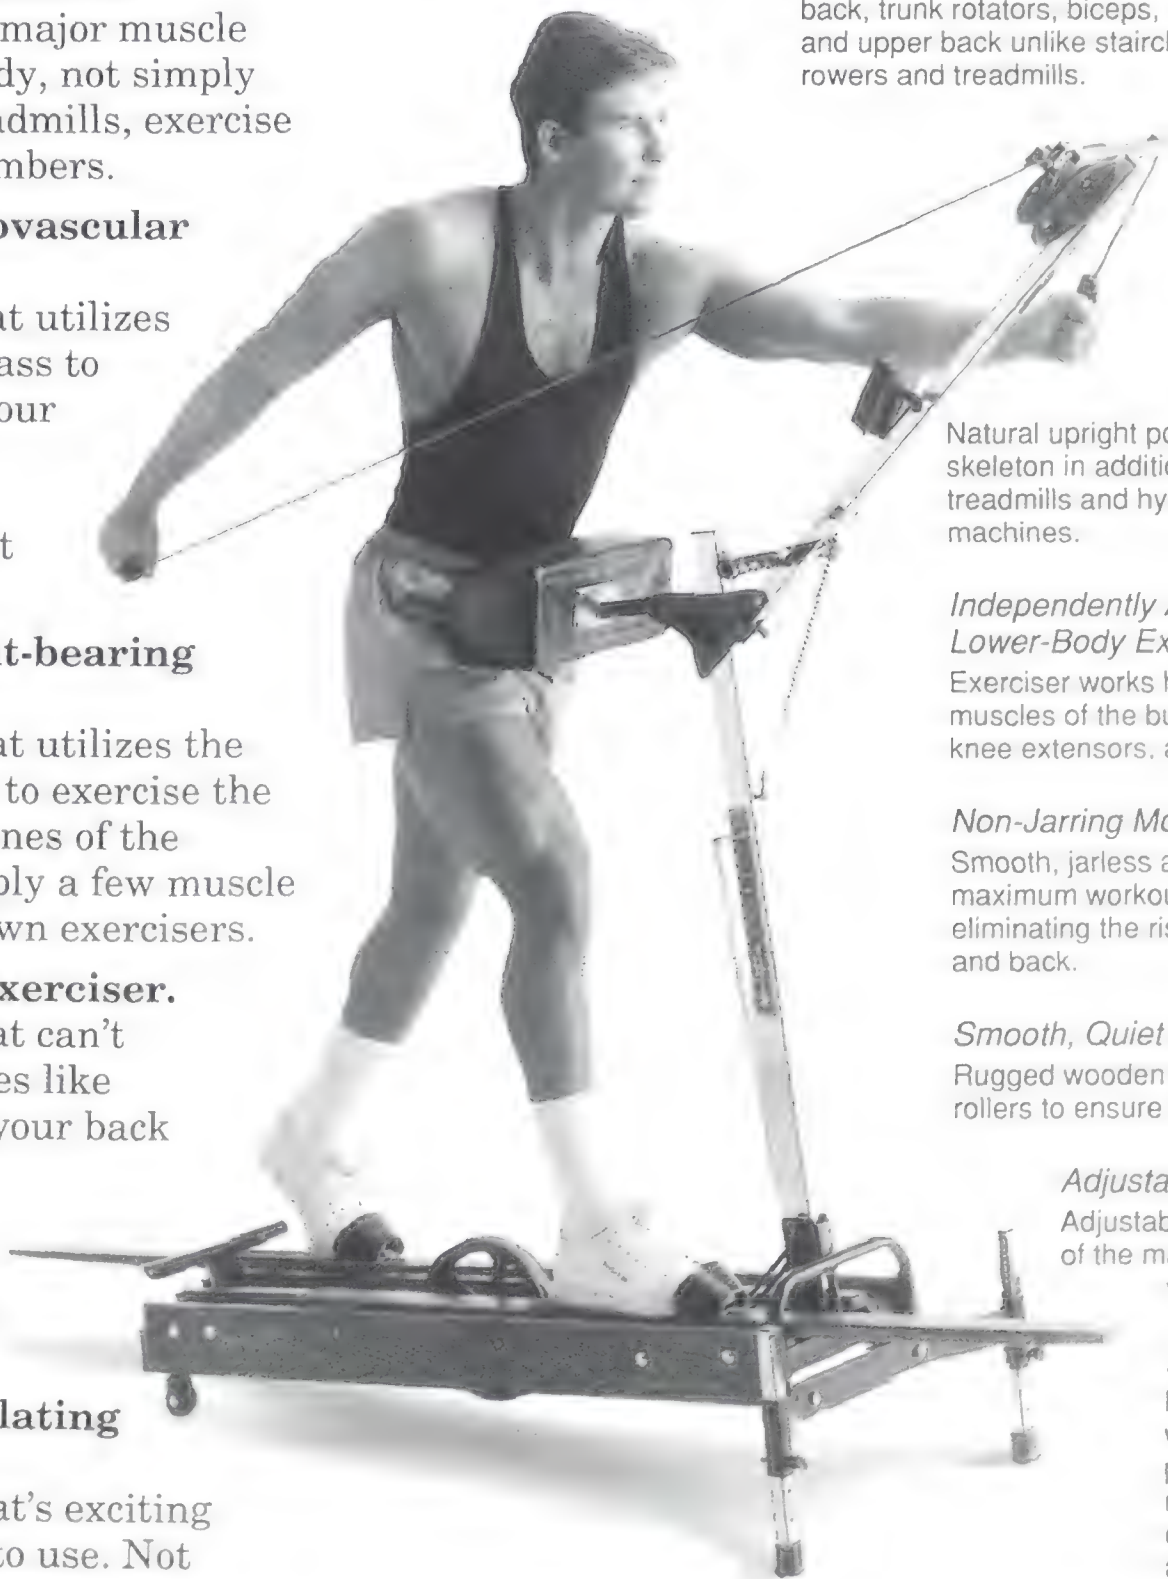 major muscle
dy, not simply
admills, exercise
mbers.
ovascular
at utilizes
ass to
our
t
t-bearing
at utilizes the
to exercise the
nes of the
ply a few muscle
wn exercisers.
xerciser.
at can't
es like
your back
lating
at's exciting
to use. Not
back, trunk rotators, biceps,
and upper back unlike staircl
rowers and treadmills.
Natural upright po
skeleton in additio
treadmills and hy
machines.
Independently A
Lower-Body Ex
Exerciser works h
muscles of the bu
knee extensors, a
Non-Jarring Mo
Smooth, jarless a
maximum workou
eliminating the ris
and back.
Smooth, Quiet
Rugged wooden
rollers to ensure
Adjusta
Adjustab
of the ma